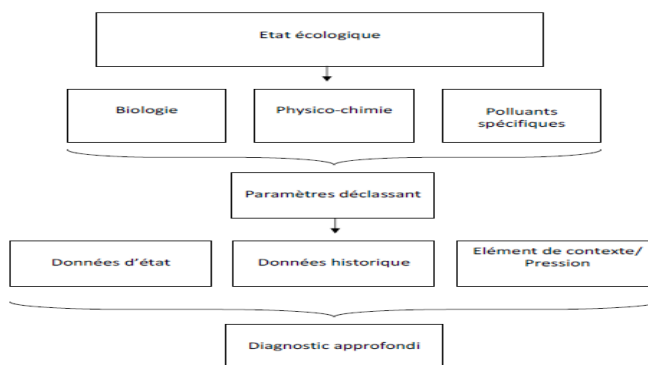 Etat écologique
Biologie
Physico-chimie
Polluants
spécifiques
Paramètres déclassant
Données d'état
Données historique
Elément de contexte/
Pression
Diagnostic approfondi